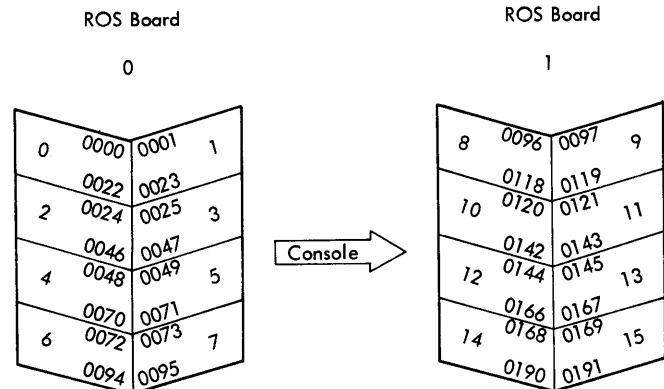 ROS Board ROS Board
0 1
0 0000 0001 1 8 0096 0097 9
0022 0023 0118 0119
2 0024 0025 3 10 0120 0121 11
0046 0047 0142 0143
4 0048 0049 5 Console 12 0144 0145 13
0070 0071 0166 0167
6 0072 0073 7 14 0168 0169 15
0094 0095 0190 0191